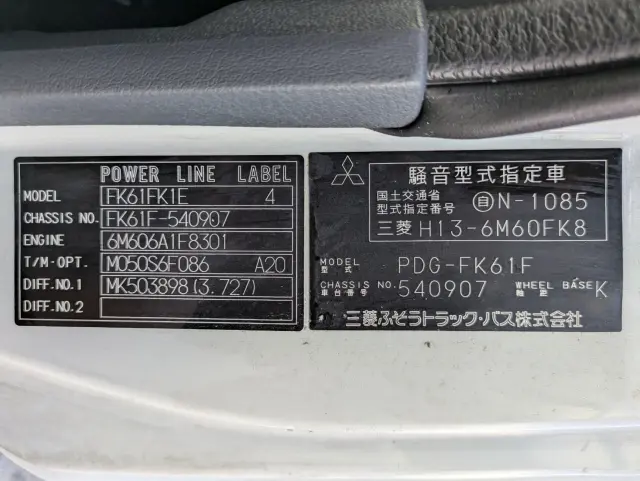 POWER LINE LABEL
MODEL FK61FK1E 4
CHASSIS NO. FK61F-540907
ENGINE 6M606A1F8301
T/M-OPT. M050S6F086 A20
DIFF.NO.1 MK503898(3.727)
DIFF.NO.2
騒音型式指定車
国土交通省
型式指定番号 自 N-1085
三菱 H13-6M60FK8
MODEL
型式 PDG-FK61F
CHASSIS NO.
車台番号 540907 WHEEL BASE
軸距 K
三菱ふそうトラック・バス株式会社